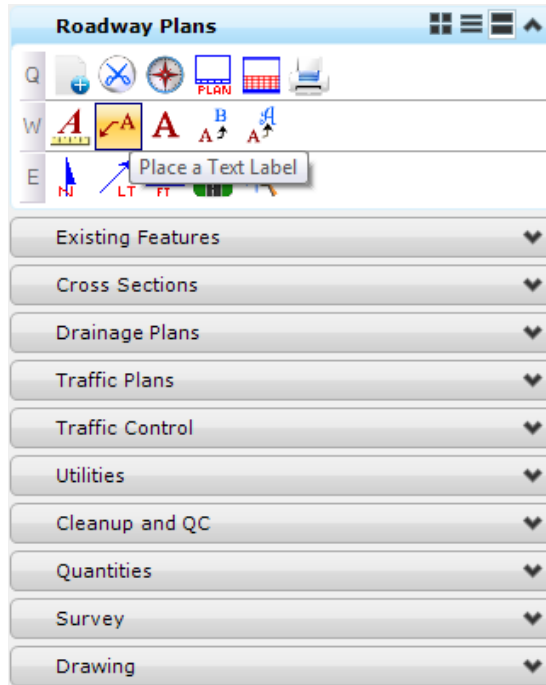 Roadway Plans
Q
PLAN
W A A A A B A A
Place a Text Label
E N LT FT
Existing Features
Cross Sections
Drainage Plans
Traffic Plans
Traffic Control
Utilities
Cleanup and QC
Quantities
Survey
Drawing